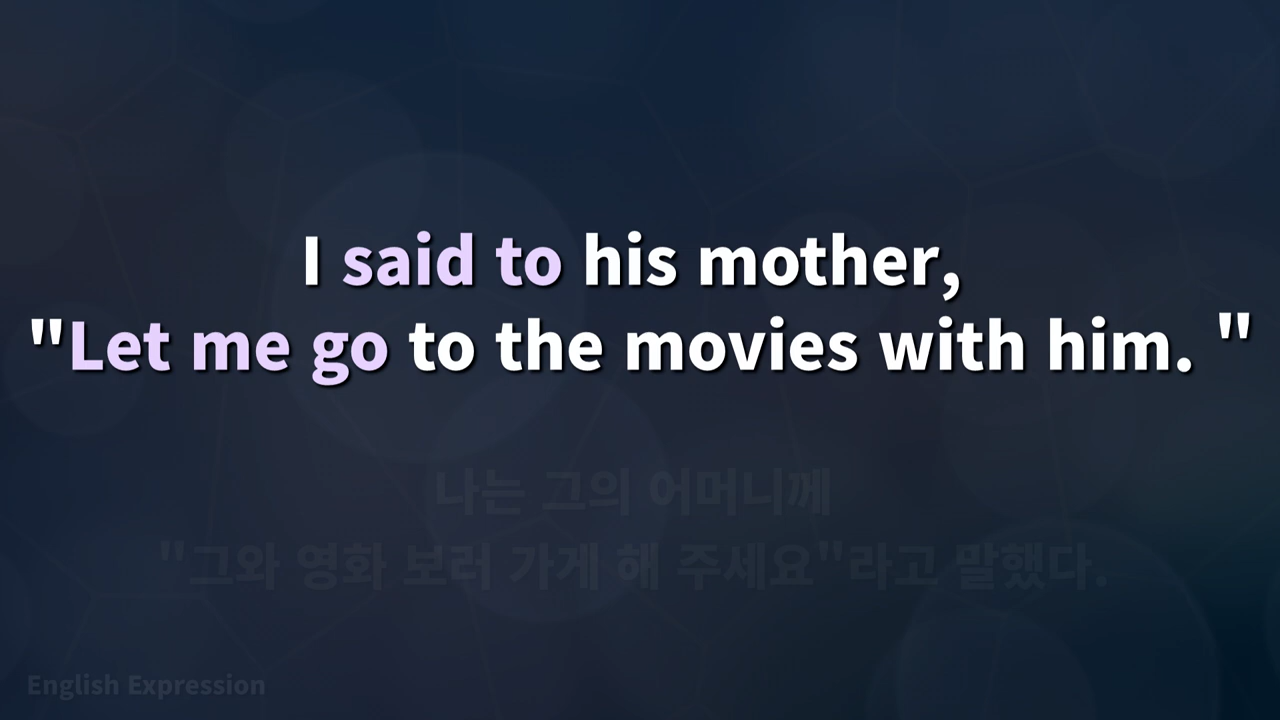 I said to his mother,
"Let me go to the movies with him. "
나는 그의 어머니께
"그와 영화 보러 가게 해 주세요"라고 말했다.
English Expression